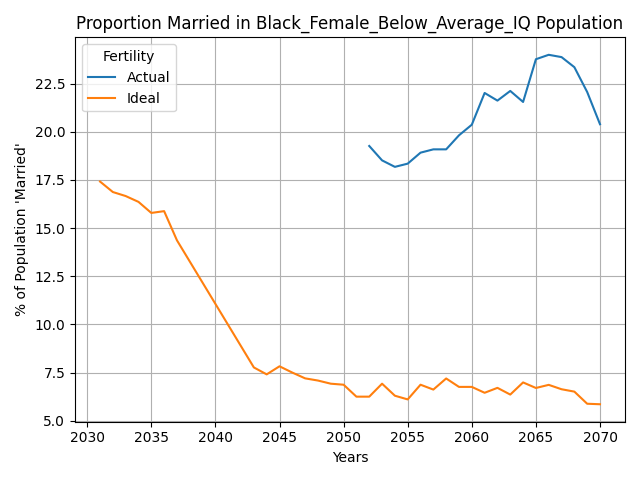 Proportion Married in Black_Female_Below_Average_IQ Population
Fertility
Actual
Ideal
% of Population 'Married'
22.5
20.0
17.5
15.0
12.5
10.0
7.5
5.0
2030 2035 2040 2045 2050 2055 2060 2065 2070
Years